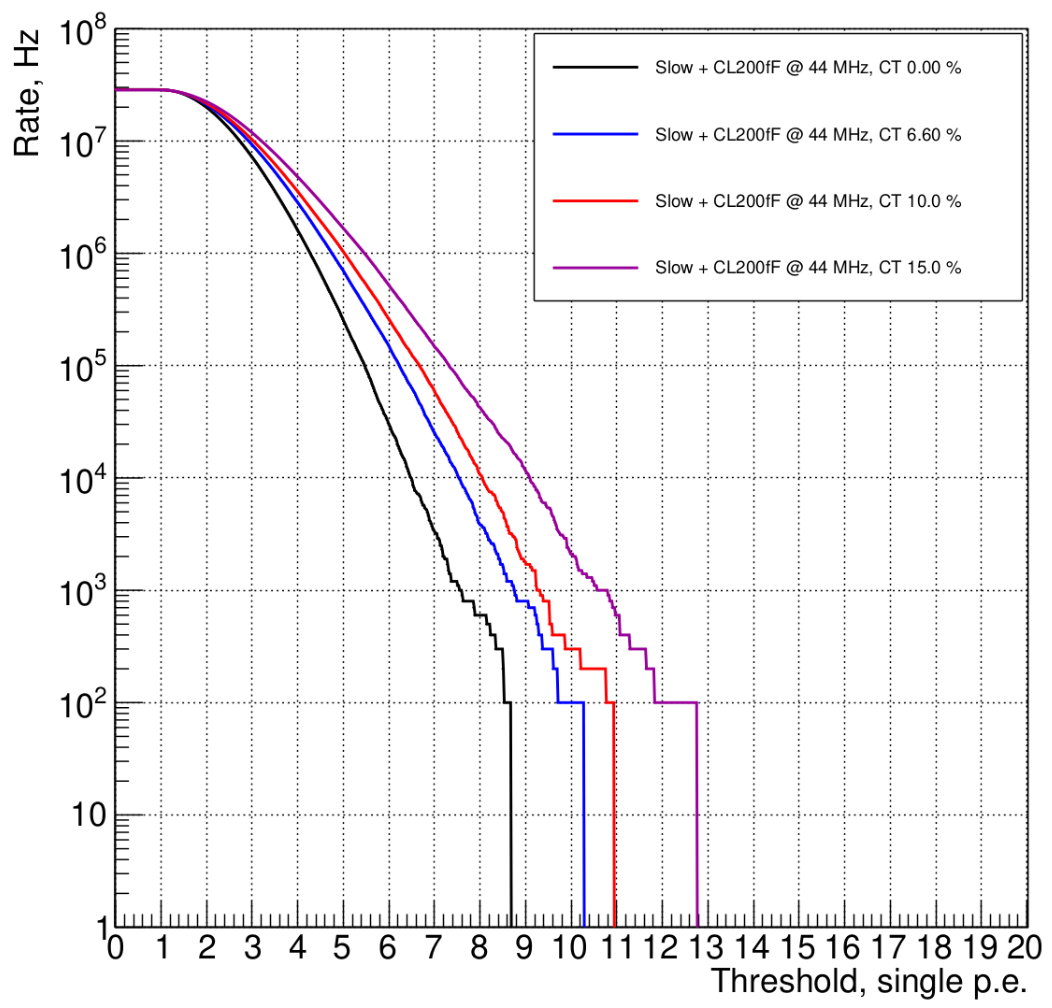 Rate, Hz
10^8
10^7
10^6
10^5
10^4
10^3
10^2
10
1
Slow + CL200fF @ 44 MHz, CT 0.00 %
Slow + CL200fF @ 44 MHz, CT 6.60 %
Slow + CL200fF @ 44 MHz, CT 10.0 %
Slow + CL200fF @ 44 MHz, CT 15.0 %
0 1 2 3 4 5 6 7 8 9 10 11 12 13 14 15 16 17 18 19 20
Threshold, single p.e.